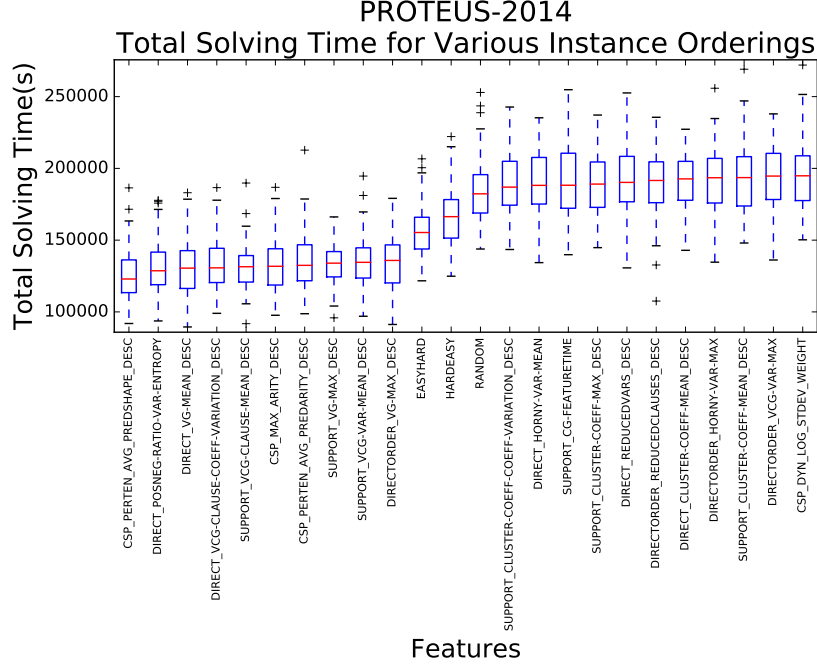 PROTEUS-2014
Total Solving Time for Various Instance Orderings
Total Solving Time(s)
250000
200000
150000
100000
CSP_PERTEN_AVG_PREDSHAPE_DESC
DIRECT_POSNEG-RATIO-VAR-ENTROPY
DIRECT_VG-MEAN_DESC
DIRECT_VCG-CLAUSE-COEFF-VARIATION_DESC
SUPPORT_VCG-CLAUSE-MEAN_DESC
CSP_MAX_ARITY_DESC
CSP_PERTEN_AVG_PREDARITY_DESC
SUPPORT_VG-MAX_DESC
SUPPORT_VCG-VAR-MEAN_DESC
DIRECTORDER_VG-MAX_DESC
EASYHARD
HARDEASY
RANDOM
SUPPORT_CLUSTER-COEFF-COEFF-VARIATION_DESC
DIRECT_HORNY-VAR-MEAN
SUPPORT_CG-FEATURETIME
SUPPORT_CLUSTER-COEFF-MAX_DESC
DIRECT_REDUCEDVARS_DESC
DIRECTORDER_REDUCEDCLAUSES_DESC
DIRECT_CLUSTER-COEFF-MEAN_DESC
DIRECTORDER_HORNY-VAR-MAX
SUPPORT_CLUSTER-COEFF-MEAN_DESC
DIRECTORDER_VCG-VAR-MAX
CSP_DYN_LOG_STDEV_WEIGHT
Features